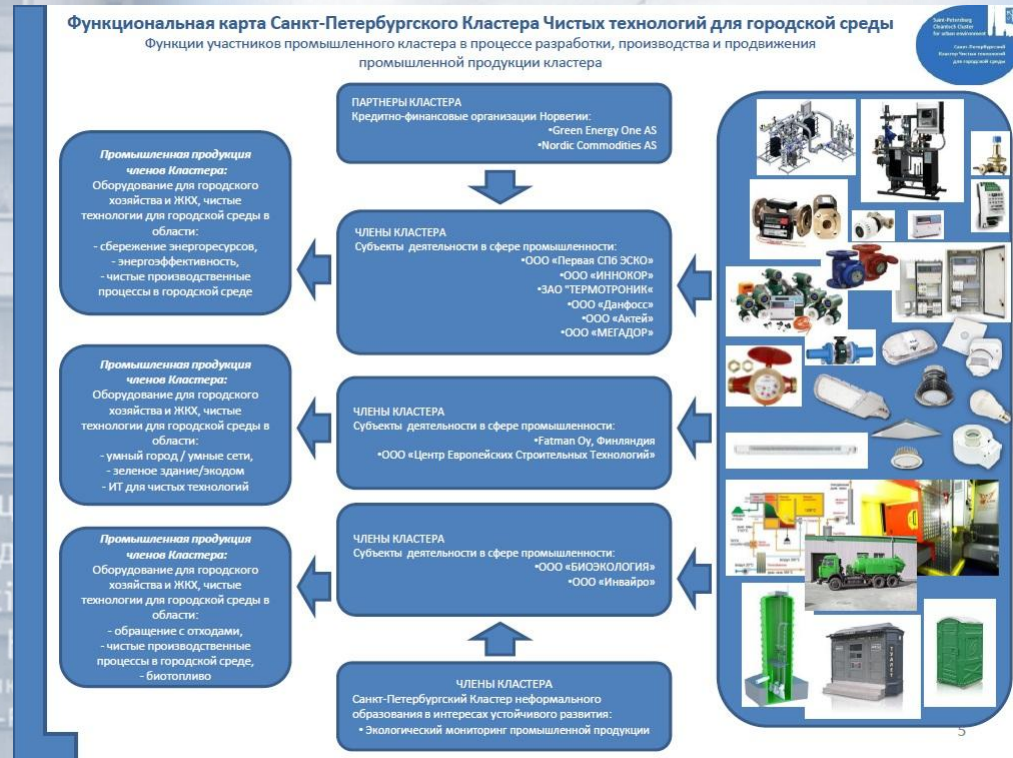 Функциональная карта Санкт-Петербургского Кластера Чистых технологий для городской среды
Функции участников промышленного кластера в процессе разработки, производства и продвижения
промышленной продукции кластера
Saint-Petersburg
Cleantech Cluster
for urban environment
Санкт-Петербургский
Кластер Чистых технологий
для городской среды
ПАРТНЕРЫ КЛАСТЕРА
Кредитно-финансовые организации Норвегии:
•Green Energy One AS
•Nordic Commodities AS
Промышленная продукция
членов Кластера:
Оборудование для городского
хозяйства и ЖКХ, чистые
технологии для городской среды в
области:
- сбережение энергоресурсов,
- энергоэффективность,
- чистые производственные
процессы в городской среде
ЧЛЕНЫ КЛАСТЕРА
Субъекты деятельности в сфере промышленности:
•ООО «Первая СПб ЭСКО»
•ООО «ИННОКОР»
•ЗАО "ТЕРМОТРОНИК«
•ООО «Данфосс»
•ООО «Актей»
•ООО «МЕГАДОР»
Промышленная продукция
членов Кластера:
Оборудование для городского
хозяйства и ЖКХ, чистые
технологии для городской среды в
области:
- умный город / умные сети,
- зеленое здание/экодом
- ИТ для чистых технологий
ЧЛЕНЫ КЛАСТЕРА
Субъекты деятельности в сфере промышленности:
•Fatman Oy, Финляндия
•ООО «Центр Европейских Строительных Технологий»
Промышленная продукция
членов Кластера:
Оборудование для городского
хозяйства и ЖКХ, чистые
технологии для городской среды в
области:
- обращение с отходами,
- чистые производственные
процессы в городской среде,
- биотопливо
ЧЛЕНЫ КЛАСТЕРА
Субъекты деятельности в сфере промышленности:
•ООО «БИОЭКОЛОГИЯ»
•ООО «Инвайро»
ЧЛЕНЫ КЛАСТЕРА
Санкт-Петербургский Кластер неформального
образования в интересах устойчивого развития:
• Экологический мониторинг промышленной продукции
ТУАЛЕТ
5